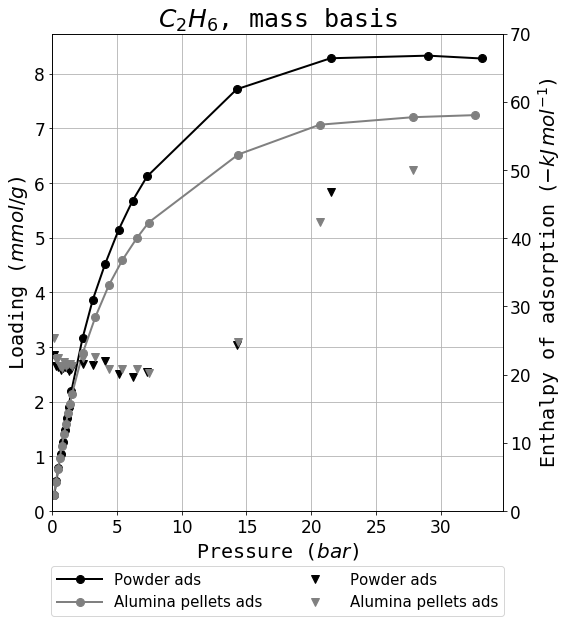 C₂H₆, mass basis
Loading (mmol/g)
8
7
6
5
4
3
2
1
0
70
60
50
40
30
20
10
0
Enthalpy of adsorption (−kJ mol⁻¹)
0 5 10 15 20 25 30
Pressure (bar)
Powder ads Powder ads
Alumina pellets ads Alumina pellets ads